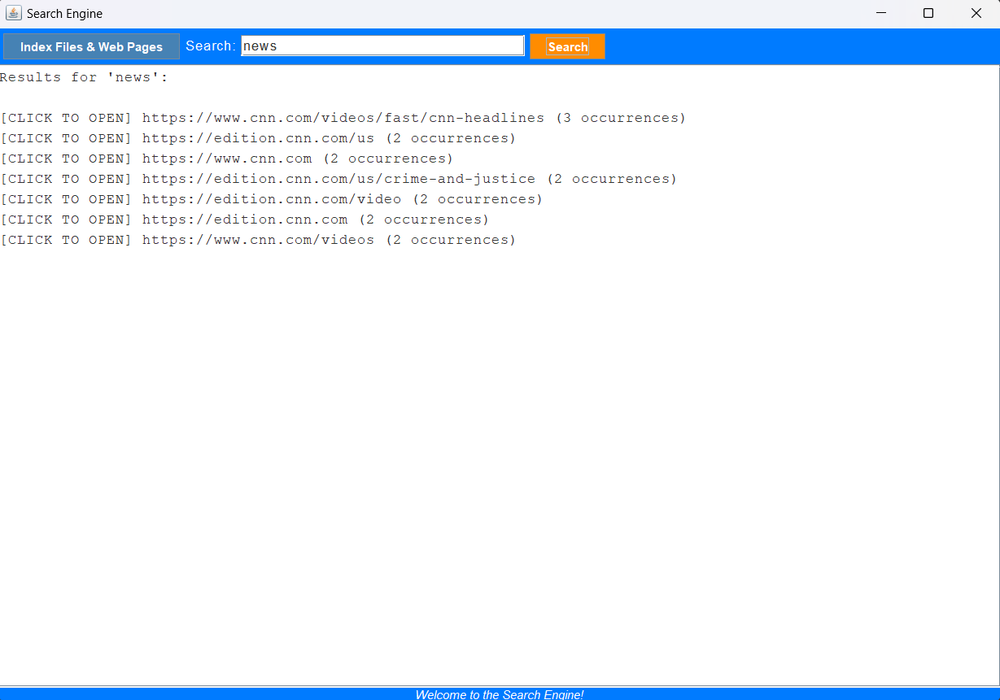 Search Engine
Index Files & Web Pages Search: news Search
Results for 'news':
[CLICK TO OPEN] https://www.cnn.com/videos/fast/cnn-headlines (3 occurrences)
[CLICK TO OPEN] https://edition.cnn.com/us (2 occurrences)
[CLICK TO OPEN] https://www.cnn.com (2 occurrences)
[CLICK TO OPEN] https://edition.cnn.com/us/crime-and-justice (2 occurrences)
[CLICK TO OPEN] https://edition.cnn.com/video (2 occurrences)
[CLICK TO OPEN] https://edition.cnn.com (2 occurrences)
[CLICK TO OPEN] https://www.cnn.com/videos (2 occurrences)
Welcome to the Search Engine!